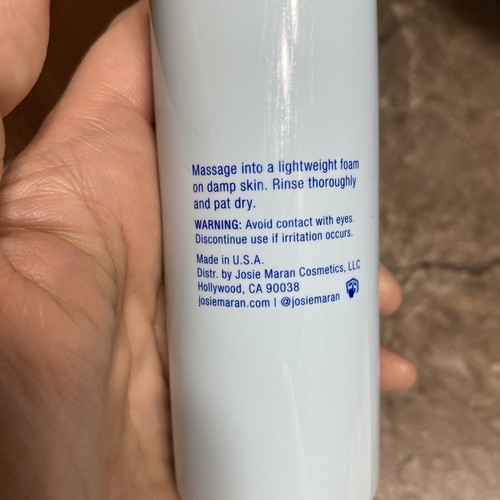 Massage into a lightweight foam
on damp skin. Rinse thoroughly
and pat dry.
WARNING: Avoid contact with eyes.
Discontinue use if irritation occurs.
Made in U.S.A.
Distr. by Josie Maran Cosmetics, LLC
Hollywood, CA 90038
josiemaran.com | @josiemaran